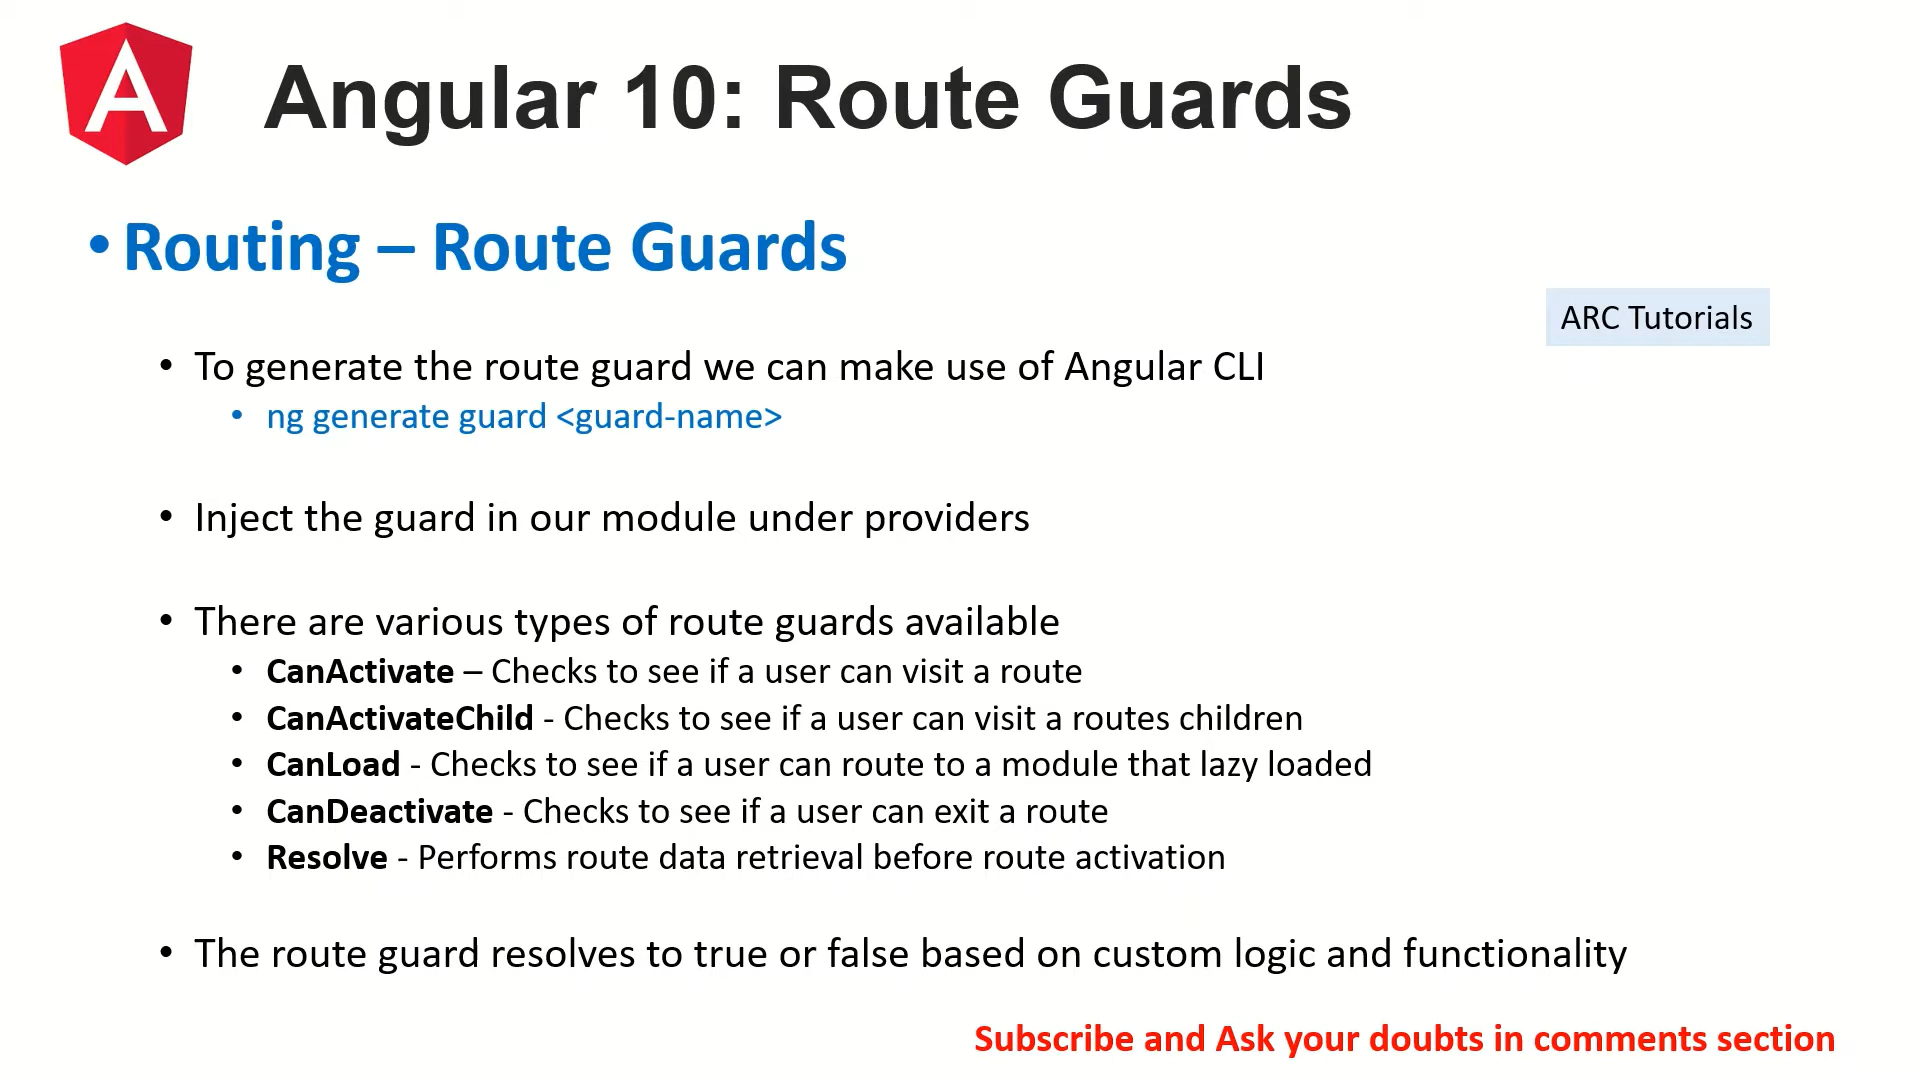 A
Angular 10: Route Guards
• Routing – Route Guards
ARC Tutorials
• To generate the route guard we can make use of Angular CLI
• ng generate guard <guard-name>
• Inject the guard in our module under providers
• There are various types of route guards available
• CanActivate – Checks to see if a user can visit a route
• CanActivateChild - Checks to see if a user can visit a routes children
• CanLoad - Checks to see if a user can route to a module that lazy loaded
• CanDeactivate - Checks to see if a user can exit a route
• Resolve - Performs route data retrieval before route activation
• The route guard resolves to true or false based on custom logic and functionality
Subscribe and Ask your doubts in comments section